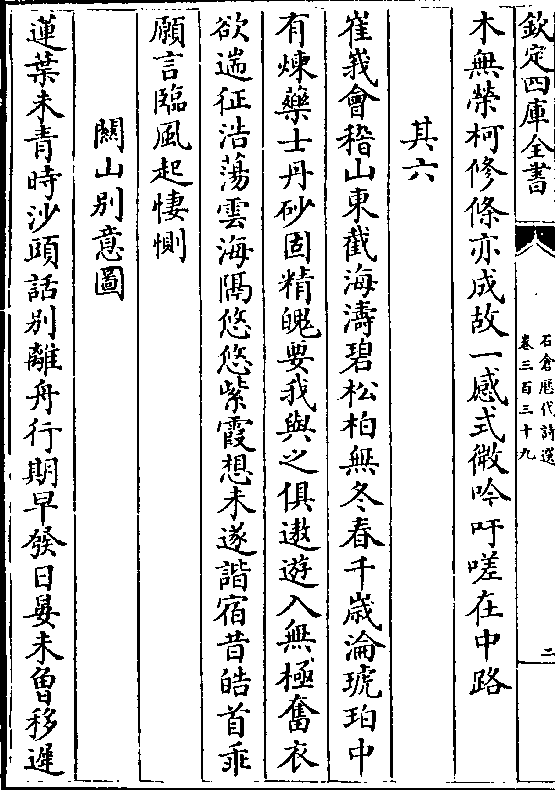 欽定四庫全書
石倉歷代詩選
卷三百三十九
二
木無榮柯修條亦成故一感式微吟吁嗟在中路
其六
崔峩會稽山東截海濤碧松柏無冬春千歳淪琥珀中
有煉藥士丹砂固精魄要我與之俱遨遊入無極奮衣
欲遄征浩蕩雲海隔悠悠紫霞想未遂諧宿昔皓首乖
願言臨風起悽惻
關山别意圖
蓮葉未青時沙頭話别離舟行期早發日晏未曾移遲